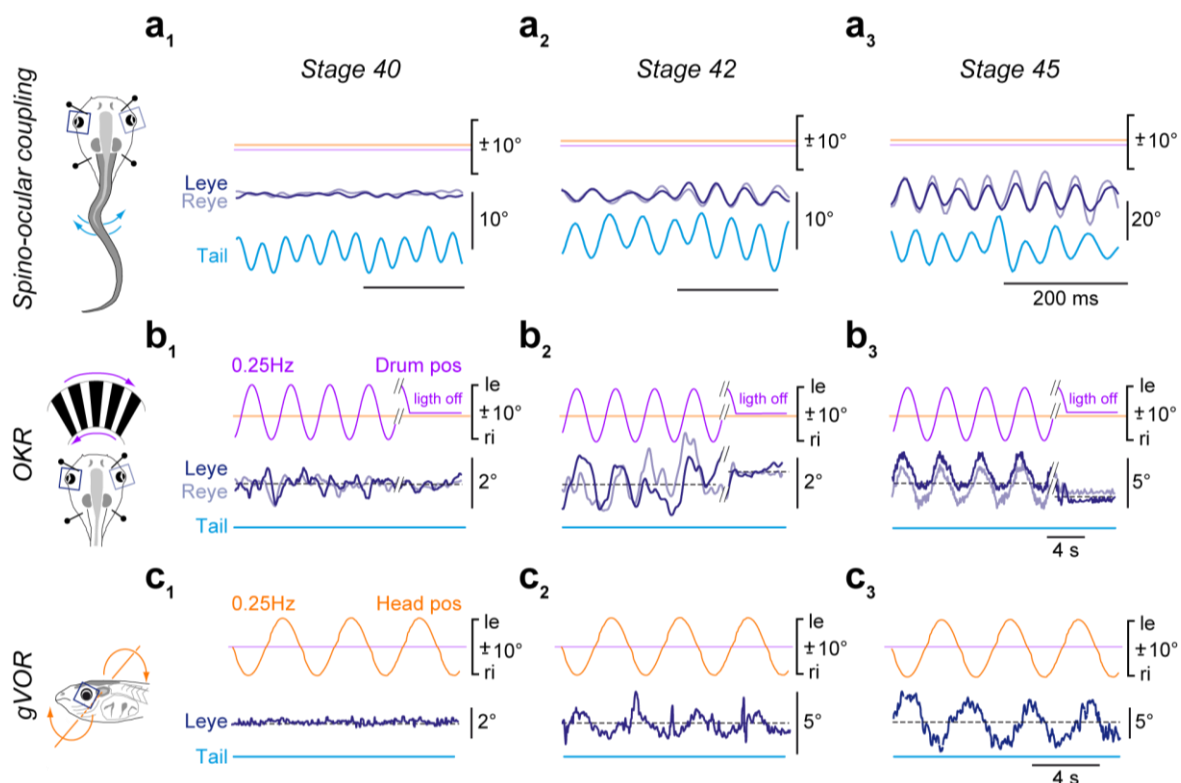 a1
a2
a3
Stage 40
Stage 42
Stage 45
Spino-ocular coupling
±10°
±10°
±10°
Leye
Reye
10°
10°
20°
Tail
200 ms
b1
b2
b3
OKR
0.25Hz
Drum pos
ligth off
le
±10°
ri
ligth off
le
±10°
ri
ligth off
le
±10°
ri
Leye
Reye
2°
2°
5°
Tail
4 s
c1
c2
c3
gVOR
0.25Hz
Head pos
le
±10°
ri
le
±10°
ri
le
±10°
ri
Leye
2°
5°
5°
Tail
4 s